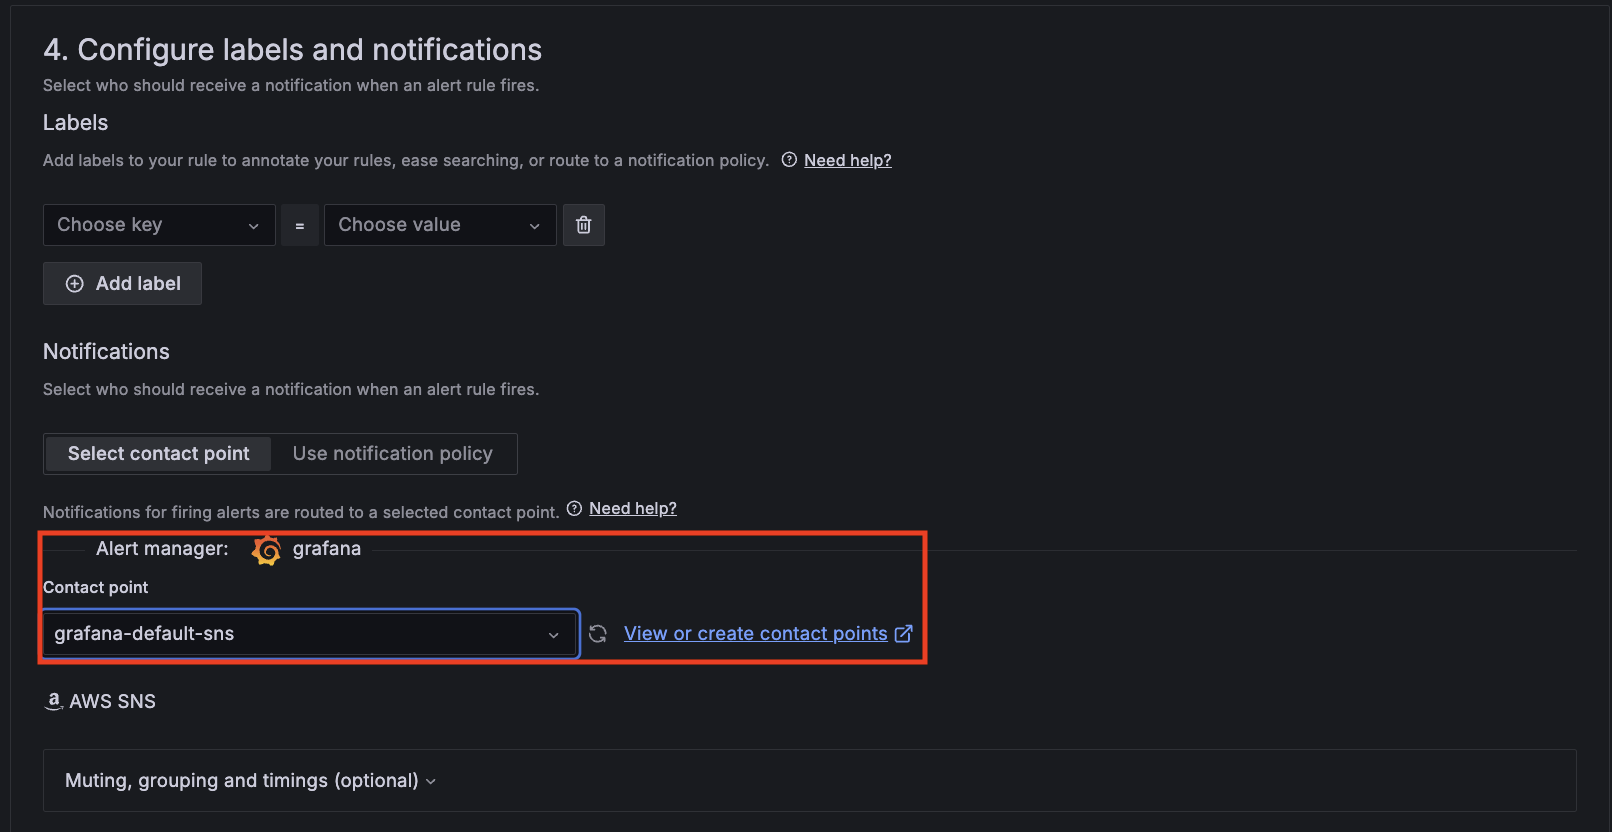 4. Configure labels and notifications
Select who should receive a notification when an alert rule fires.
Labels
Add labels to your rule to annotate your rules, ease searching, or route to a notification policy. Need help?
Choose key = Choose value
Add label
Notifications
Select who should receive a notification when an alert rule fires.
Select contact point Use notification policy
Notifications for firing alerts are routed to a selected contact point. Need help?
Alert manager: grafana
Contact point
grafana-default-sns View or create contact points
AWS SNS
Muting, grouping and timings (optional)